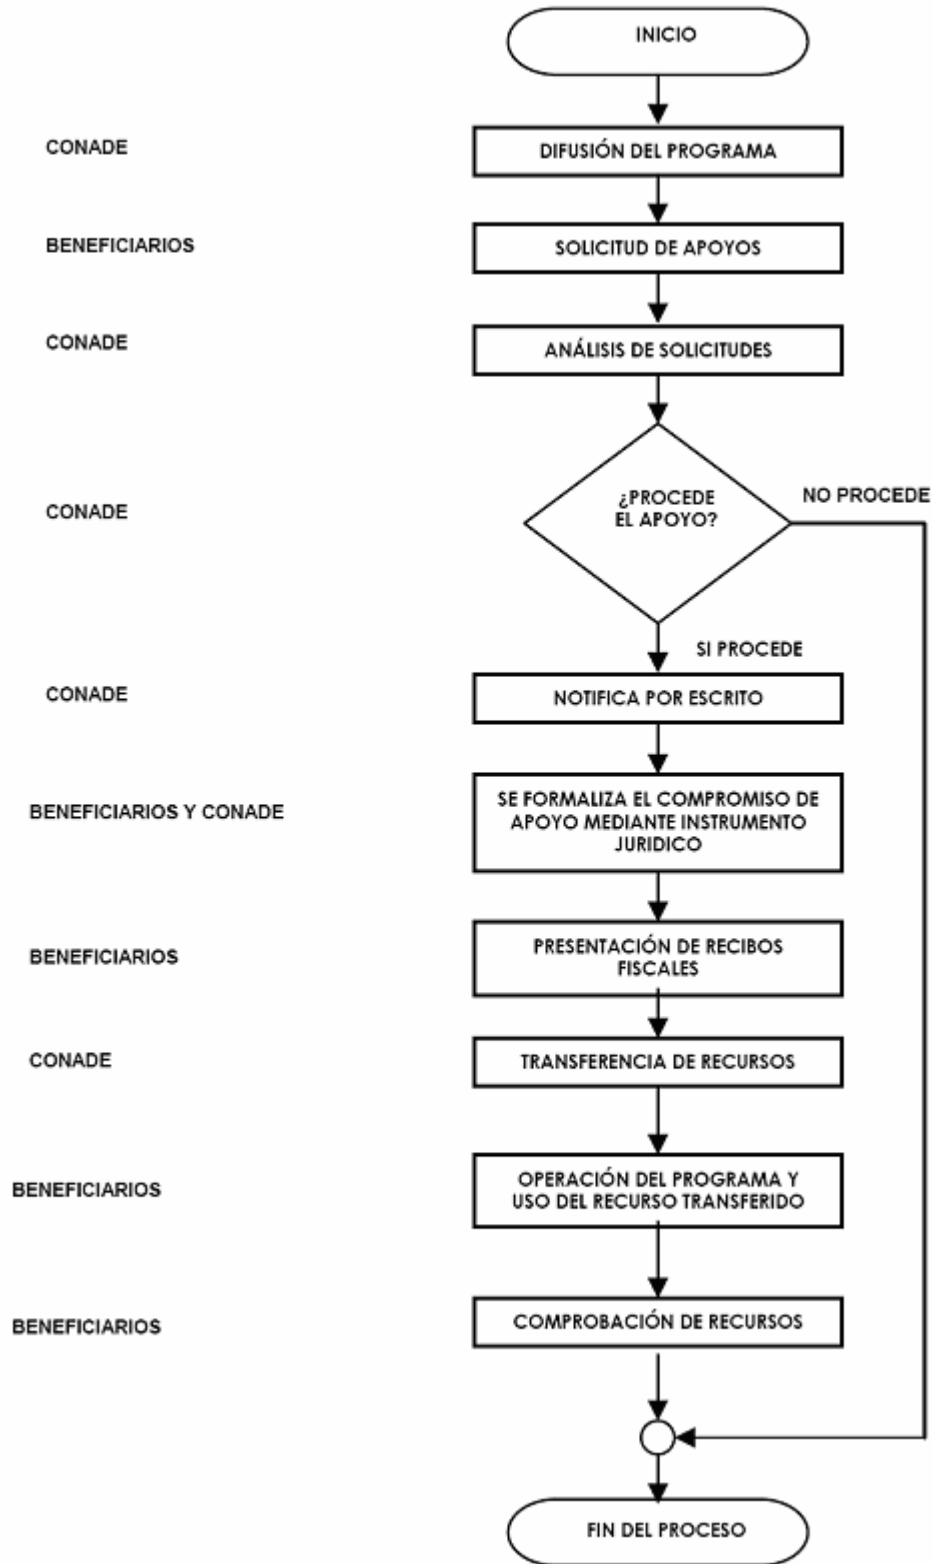 INICIO
CONADE
DIFUSIÓN DEL PROGRAMA
BENEFICIARIOS
SOLICITUD DE APOYOS
CONADE
ANÁLISIS DE SOLICITUDES
CONADE
¿PROCEDE
EL APOYO?
NO PROCEDE
SI PROCEDE
CONADE
NOTIFICA POR ESCRITO
BENEFICIARIOS Y CONADE
SE FORMALIZA EL COMPROMISO DE
APOYO MEDIANTE INSTRUMENTO
JURIDICO
BENEFICIARIOS
PRESENTACIÓN DE RECIBOS
FISCALES
CONADE
TRANSFERENCIA DE RECURSOS
BENEFICIARIOS
OPERACIÓN DEL PROGRAMA Y
USO DEL RECURSO TRANSFERIDO
BENEFICIARIOS
COMPROBACIÓN DE RECURSOS
FIN DEL PROCESO